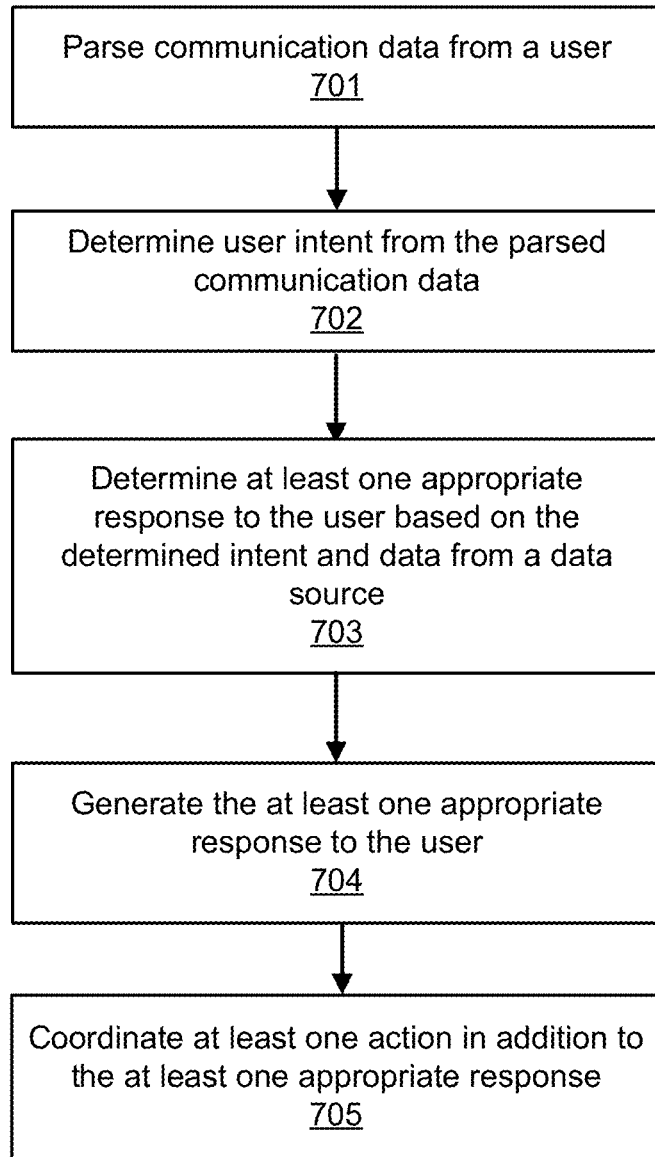 Parse communication data from a user
701
Determine user intent from the parsed
communication data
702
Determine at least one appropriate
response to the user based on the
determined intent and data from a data
source
703
Generate the at least one appropriate
response to the user
704
Coordinate at least one action in addition to
the at least one appropriate response
705